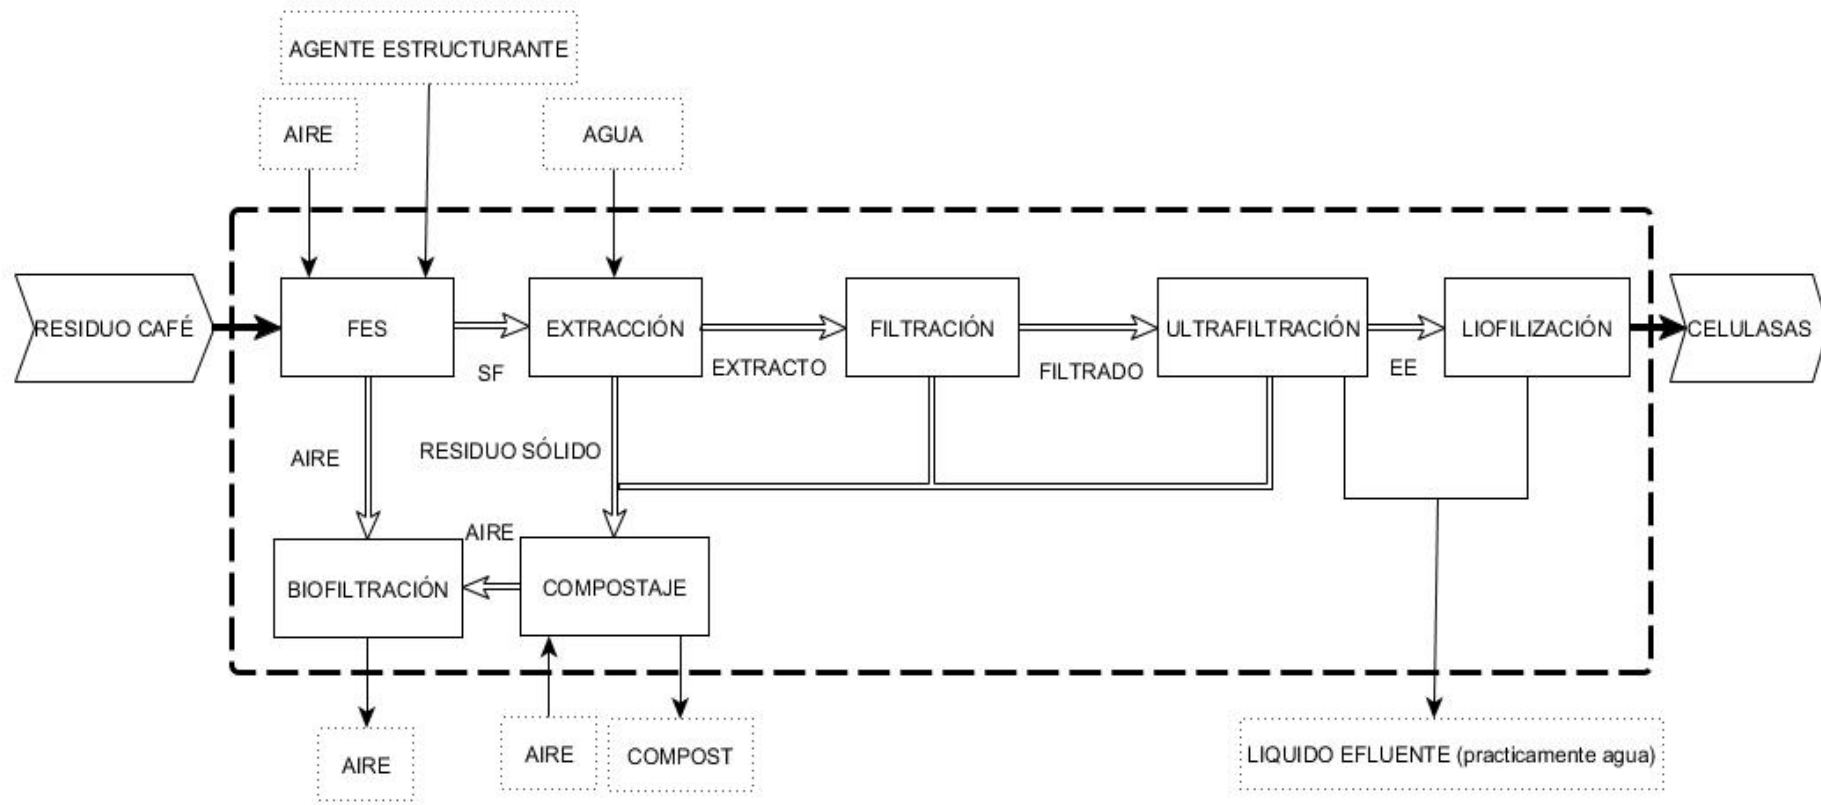 AGENTE ESTRUCTURANTE
AIRE
AGUA
RESIDUO CAFÉ
FES
EXTRACCIÓN
FILTRACIÓN
ULTRAFILTRACIÓN
LIOFILIZACIÓN
CELULASAS
SF
EXTRACTO
FILTRADO
EE
AIRE
RESIDUO SÓLIDO
AIRE
BIOFILTRACIÓN
COMPOSTAJE
AIRE
AIRE
COMPOST
LIQUIDO EFLUENTE (practicamente agua)